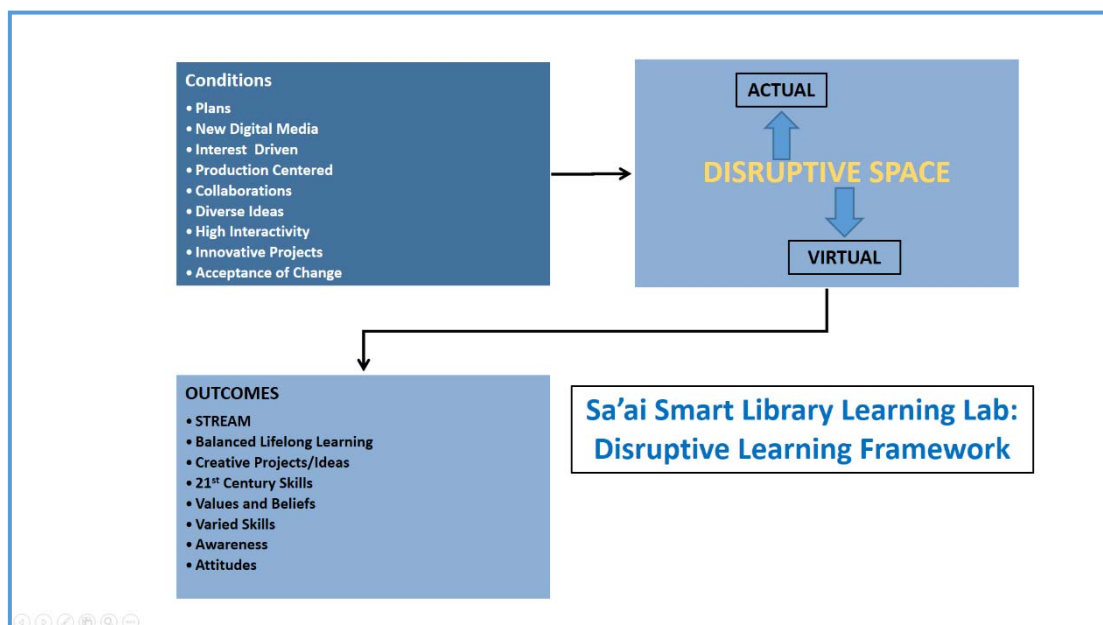 Conditions
• Plans
• New Digital Media
• Interest Driven
• Production Centered
• Collaborations
• Diverse Ideas
• High Interactivity
• Innovative Projects
• Acceptance of Change
ACTUAL
DISRUPTIVE SPACE
VIRTUAL
OUTCOMES
• STREAM
• Balanced Lifelong Learning
• Creative Projects/Ideas
• 21st Century Skills
• Values and Beliefs
• Varied Skills
• Awareness
• Attitudes
Sa’ai Smart Library Learning Lab:
Disruptive Learning Framework